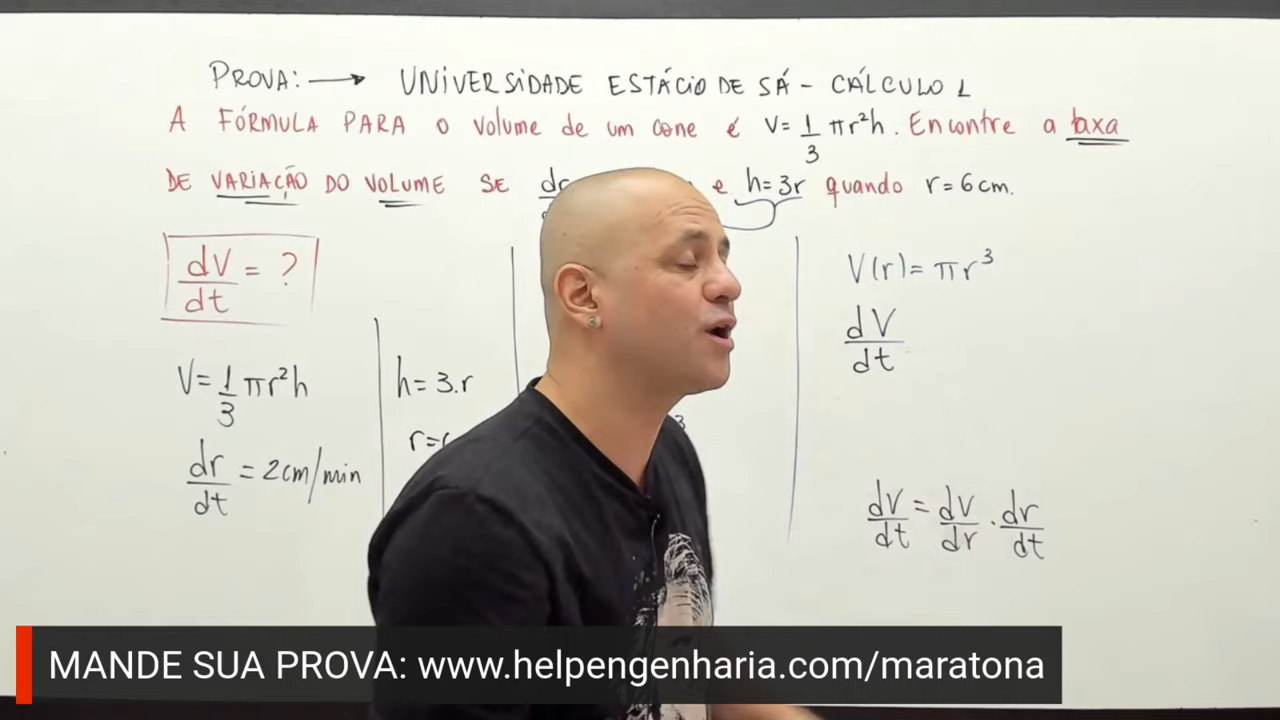 PROVA: → UNIVERSIDADE ESTÁCIO DE SÁ - CÁLCULO 1
A FÓRMULA PARA O volume de um cone é V = 1/3 πr²h. Encontre a taxa
DE VARIAÇÃO DO VOLUME SE e h=3r quando r=6cm.
dV/dt = ?
V = 1/3 πr²h
dr/dt = 2cm/min
h = 3.r
r=
V(r) = πr³
dV/dt
dV/dt = dV/dr . dr/dt
MANDE SUA PROVA: www.helpengenharia.com/maratona